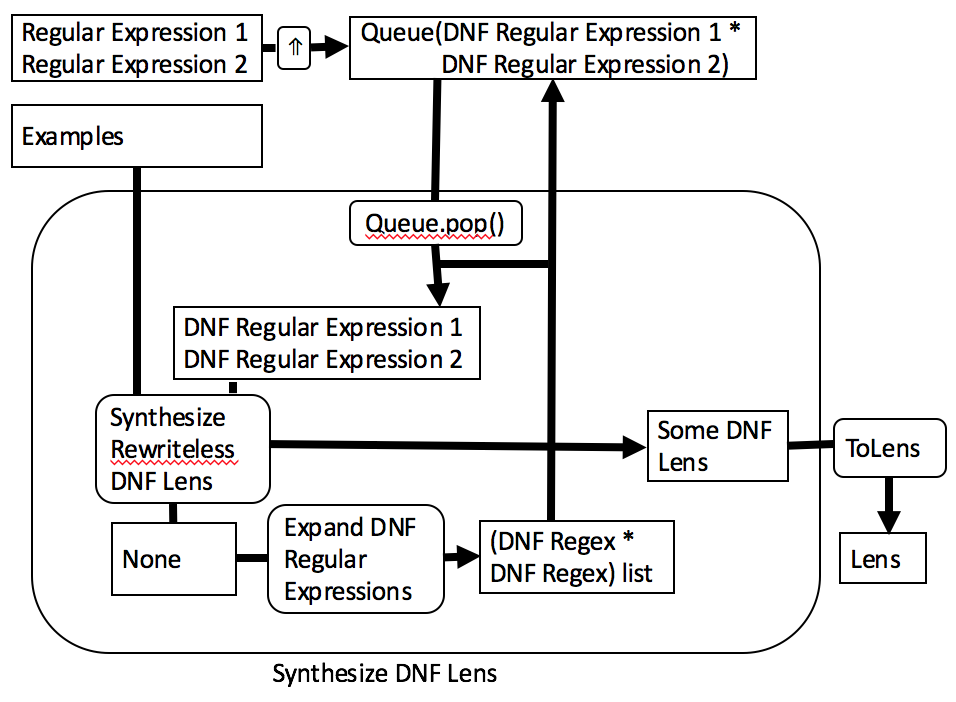 Regular Expression 1
Regular Expression 2
⇑
Queue(DNF Regular Expression 1 *
DNF Regular Expression 2)
Examples
Queue.pop()
DNF Regular Expression 1
DNF Regular Expression 2
Synthesize
Rewriteless
DNF Lens
Some DNF
Lens
ToLens
None
Expand DNF
Regular
Expressions
(DNF Regex *
DNF Regex) list
Lens
Synthesize DNF Lens